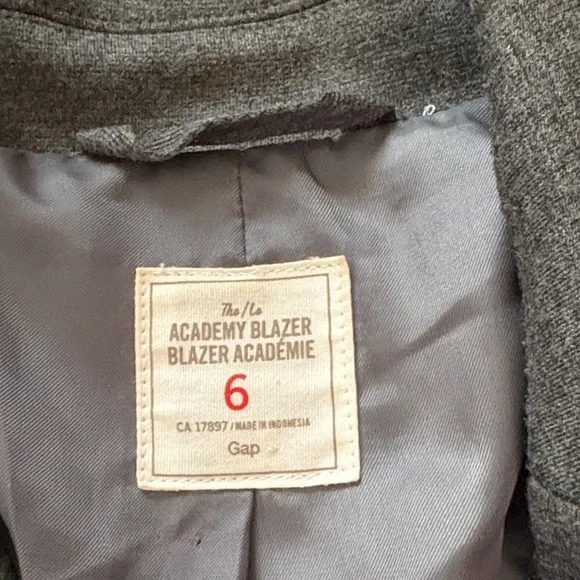 The/Le
ACADEMY BLAZER
BLAZER ACADÉMIE
6
CA 17897 / MADE IN INDONESIA
Gap